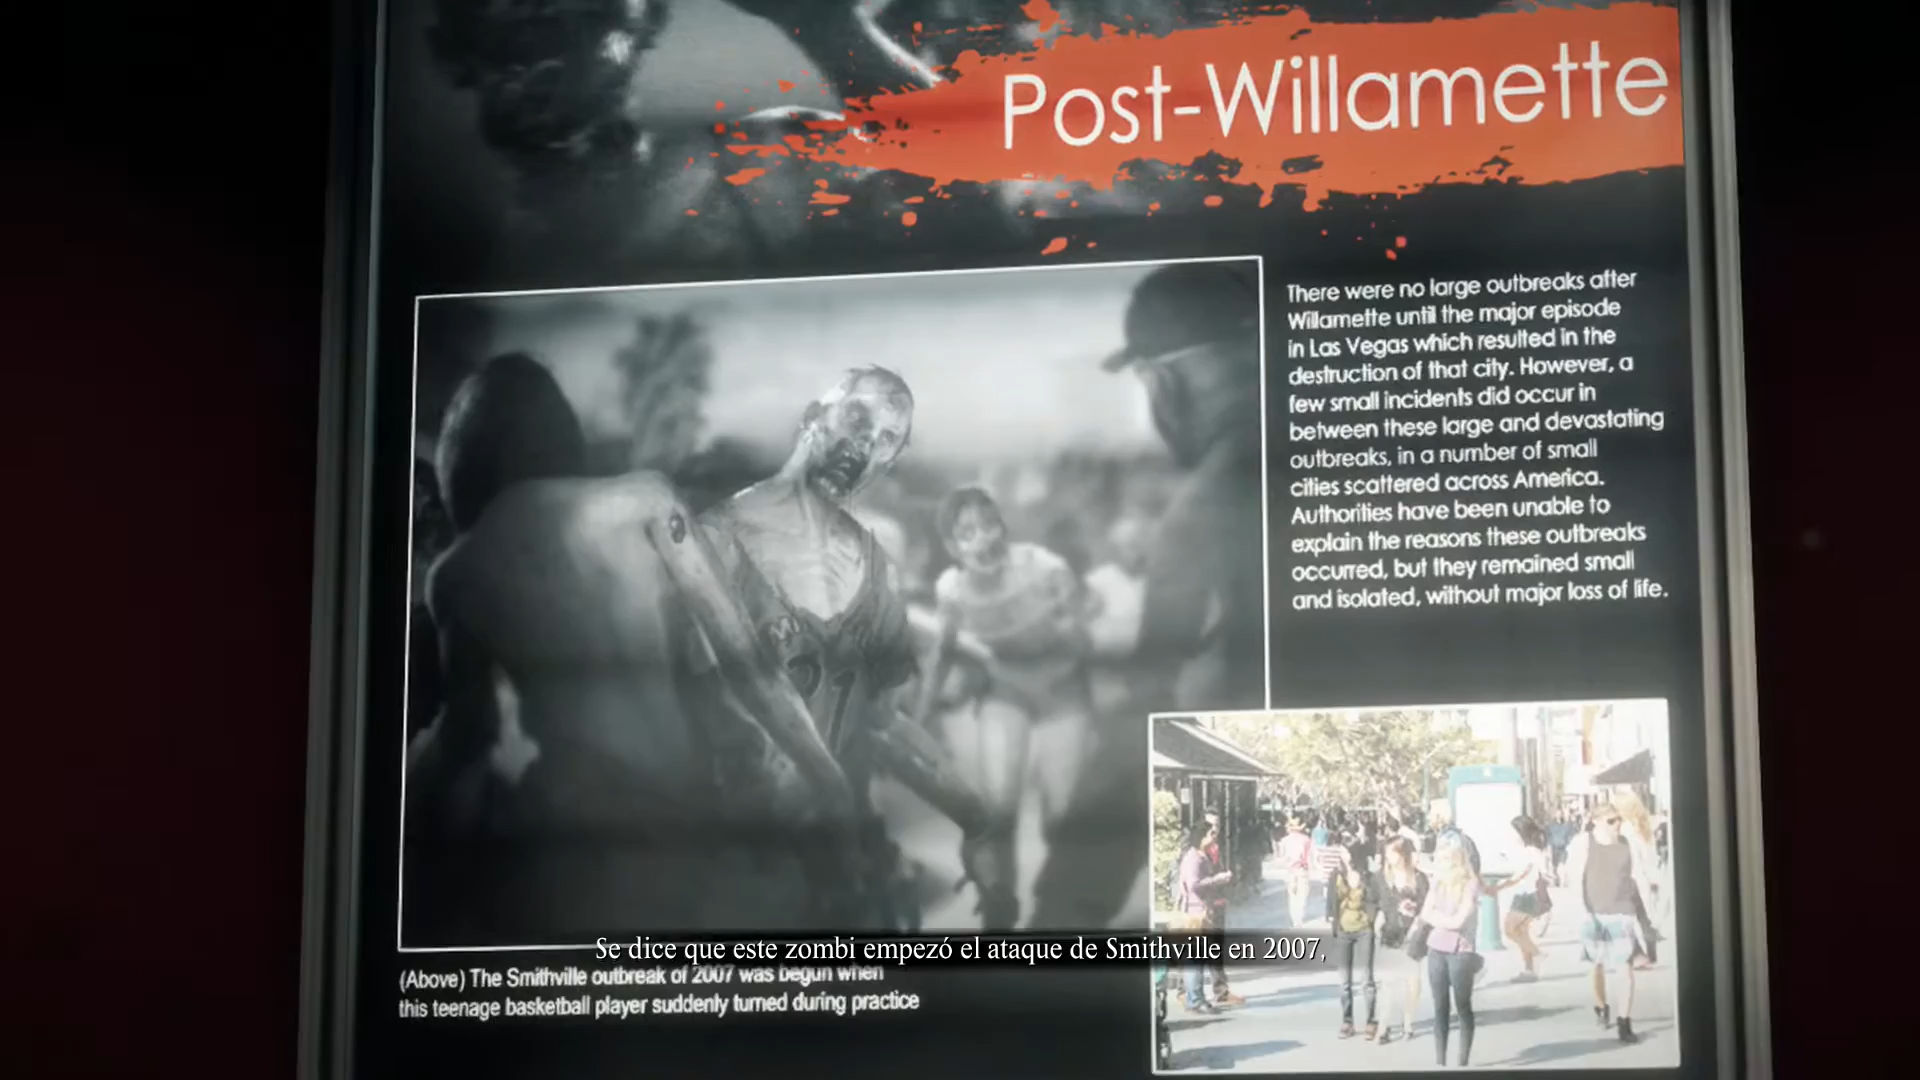 Post-Willamette
There were no large outbreaks after
Willamette until the major episode
in Las Vegas which resulted in the
destruction of that city. However, a
few small incidents did occur in
between these large and devastating
outbreaks, in a number of small
cities scattered across America.
Authorities have been unable to
explain the reasons these outbreaks
occurred, but they remained small
and isolated, without major loss of life.
21
Se dice que este zombi empezó el ataque de Smithville en 2007,
(Above) The Smithville outbreak of 2007 was begun when
this teenage basketball player suddenly turned during practice